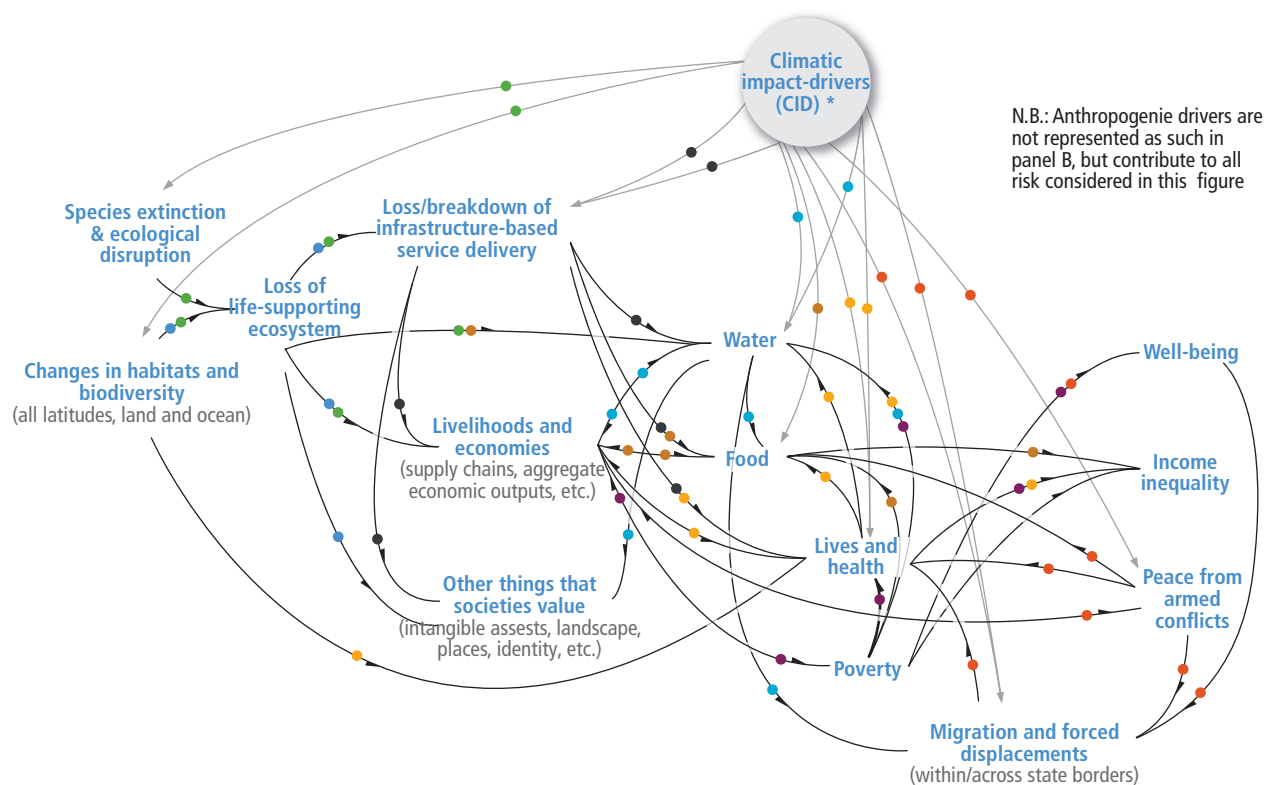 Climatic
impact-drivers
(CID) *
N.B.: Anthropogenie drivers are
not represented as such in
panel B, but contribute to all
risk considered in this figure
Species extinction
& ecological
disruption
Loss/breakdown of
infrastructure-based
service delivery
Loss of
life-supporting
ecosystem
Water
Well-being
Changes in habitats and
biodiversity
(all latitudes, land and ocean)
Livelihoods and
economies
(supply chains, aggregate
economic outputs, etc.)
Food
Income
inequality
Lives and
health
Other things that
societies value
(intangible assests, landscape,
places, identity, etc.)
Peace from
armed
conflicts
Poverty
Migration and forced
displacements
(within/across state borders)